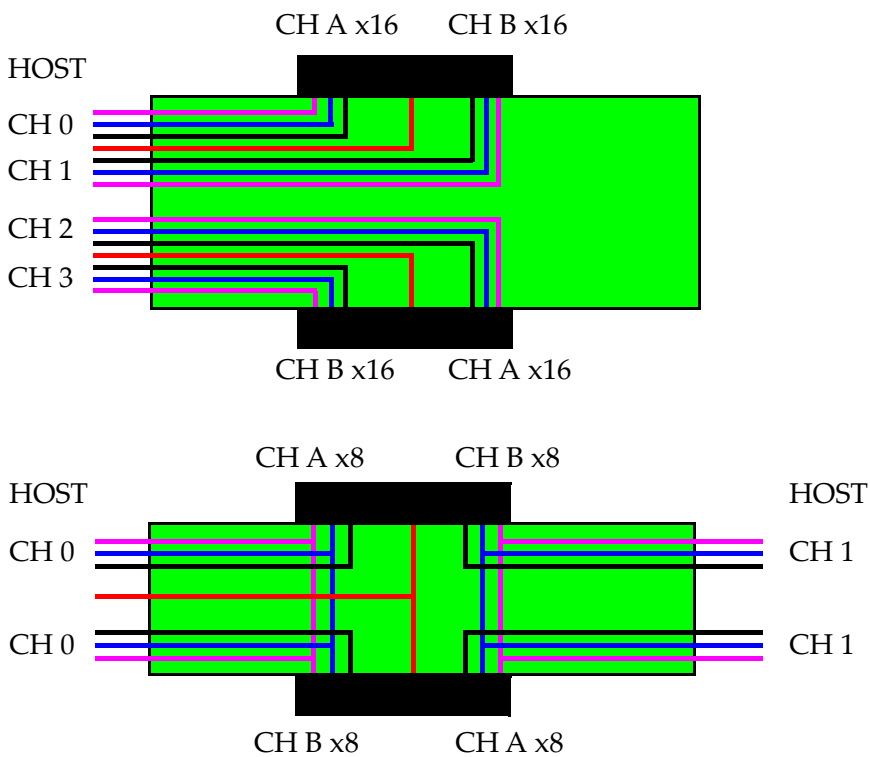 CH A x16 CH B x16
HOST
CH 0
CH 1
CH 2
CH 3
CH B x16 CH A x16
CH A x8 CH B x8
HOST HOST
CH 0 CH 1
CH 0 CH 1
CH B x8 CH A x8